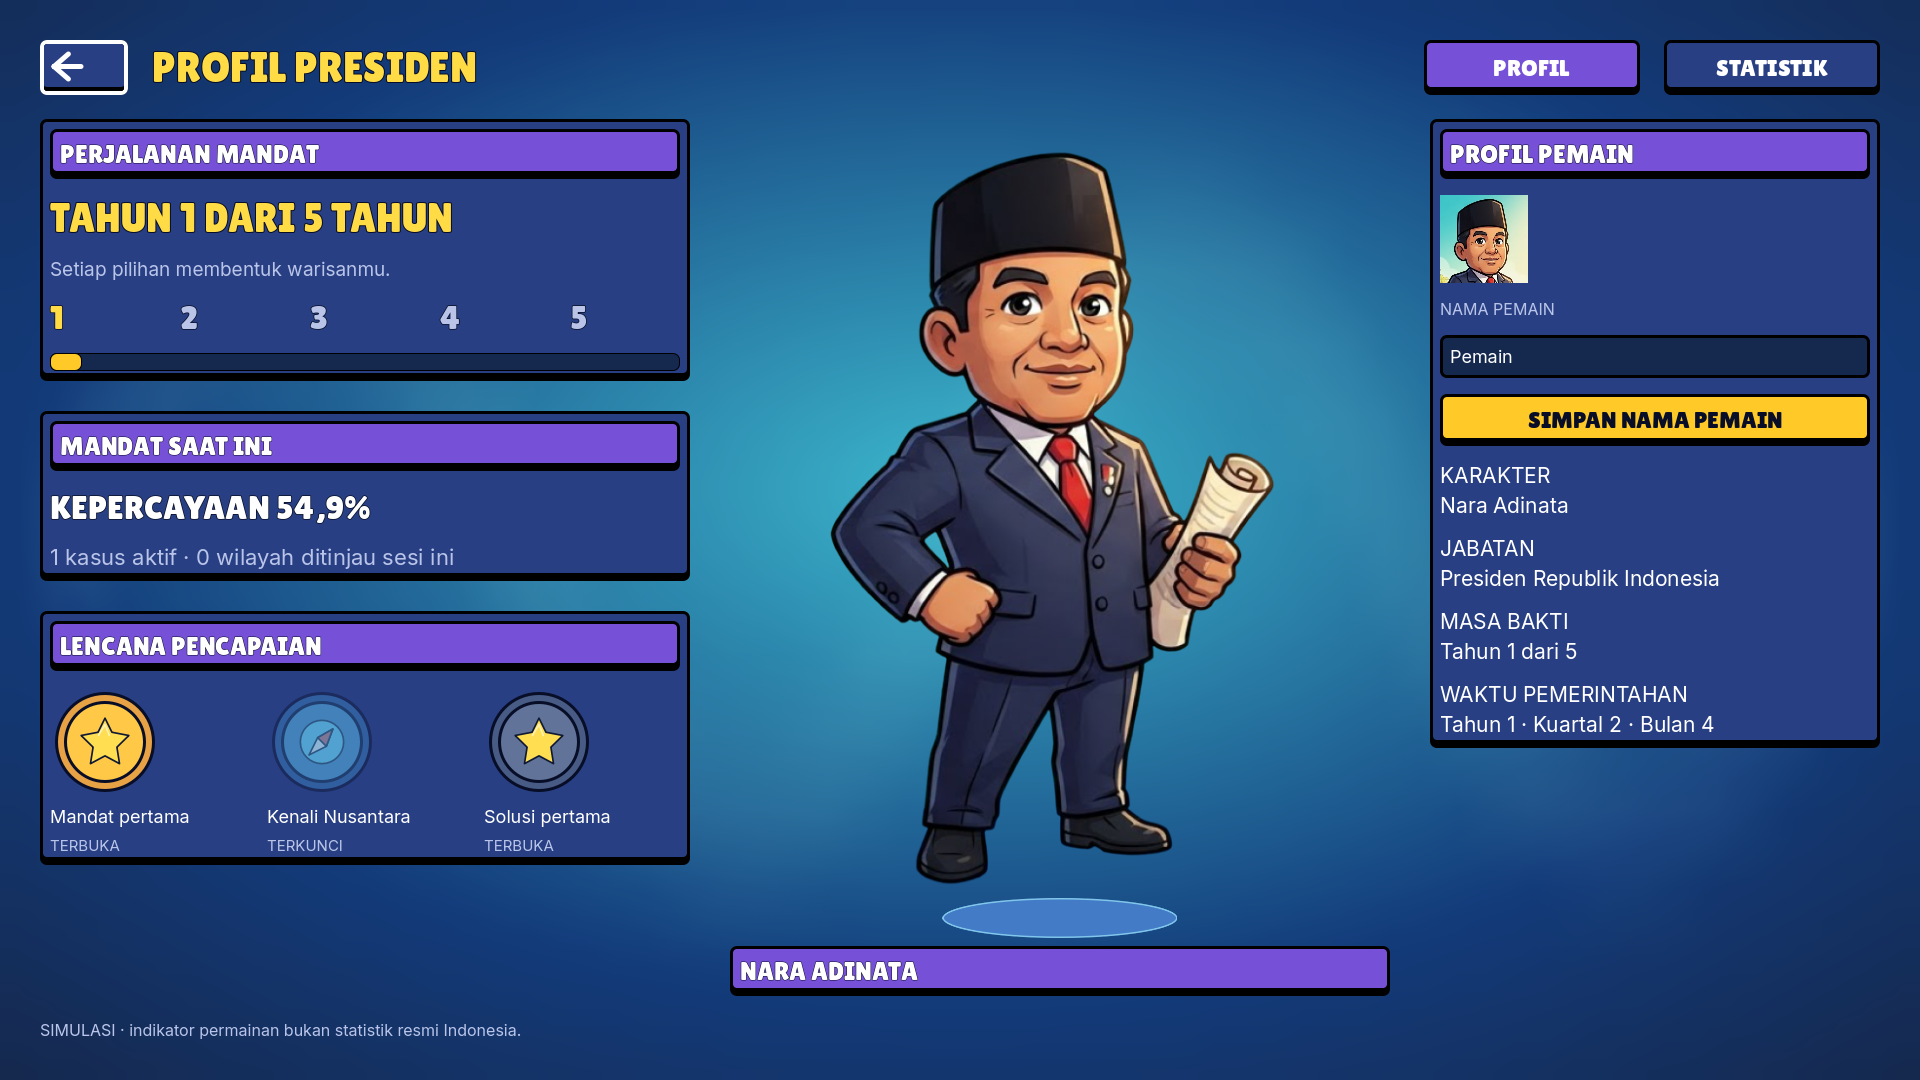 PROFIL PRESIDEN
PROFIL
STATISTIK
PERJALANAN MANDAT
TAHUN 1 DARI 5 TAHUN
Setiap pilihan membentuk warisanmu.
1 2 3 4 5
MANDAT SAAT INI
KEPERCAYAAN 54,9%
1 kasus aktif · 0 wilayah ditinjau sesi ini
LENCANA PENCAPAIAN
Mandat pertama
TERBUKA
Kenali Nusantara
TERKUNCI
Solusi pertama
TERBUKA
NARA ADINATA
PROFIL PEMAIN
NAMA PEMAIN
Pemain
SIMPAN NAMA PEMAIN
KARAKTER
Nara Adinata
JABATAN
Presiden Republik Indonesia
MASA BAKTI
Tahun 1 dari 5
WAKTU PEMERINTAHAN
Tahun 1 · Kuartal 2 · Bulan 4
SIMULASI · indikator permainan bukan statistik resmi Indonesia.